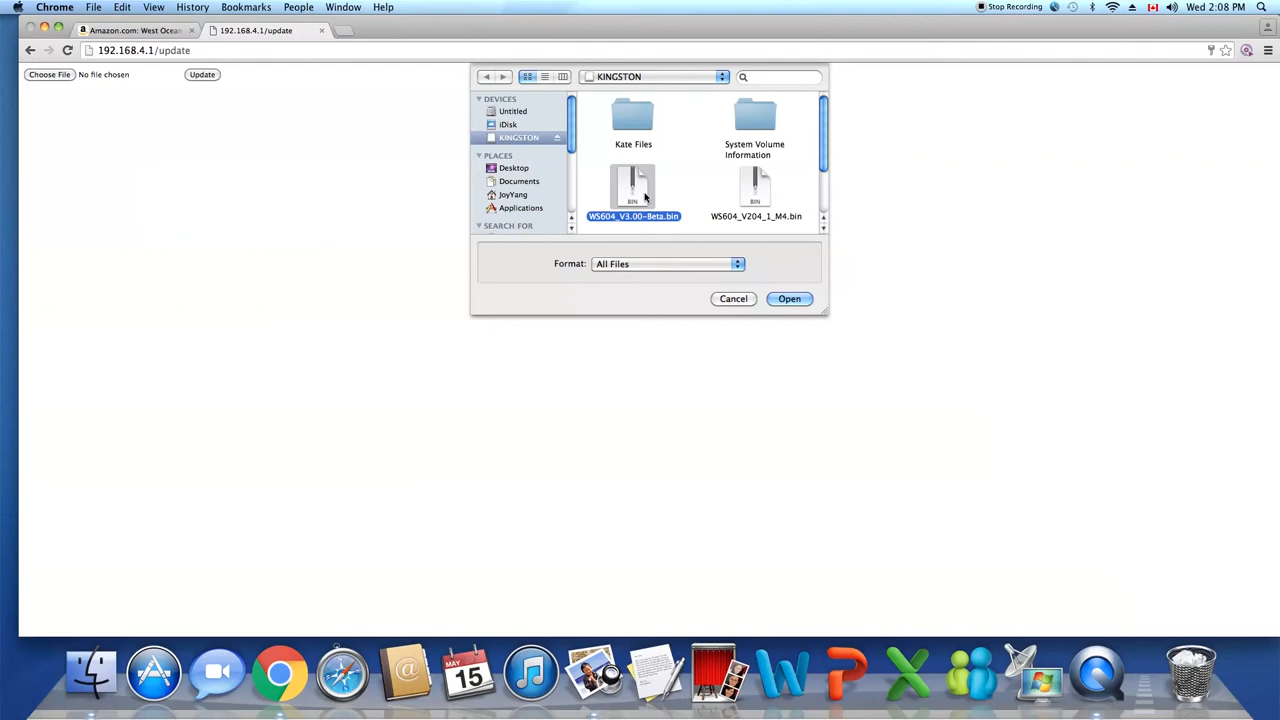 Chrome File Edit View History Bookmarks People Window Help Stop Recording Wed 2:08 PM
Amazon.com: West Ocean 192.168.4.1/update
192.168.4.1/update
Choose File No file chosen Update
KINGSTON
DEVICES
Untitled
iDisk
KINGSTON
PLACES
Desktop
Documents
JoyYang
Applications
SEARCH FOR
Kate Files
System Volume
Information
BIN
WS604_V3.00-Beta.bin
BIN
WS604_V204_1_M4.bin
Format: All Files
Cancel Open
MAY
15